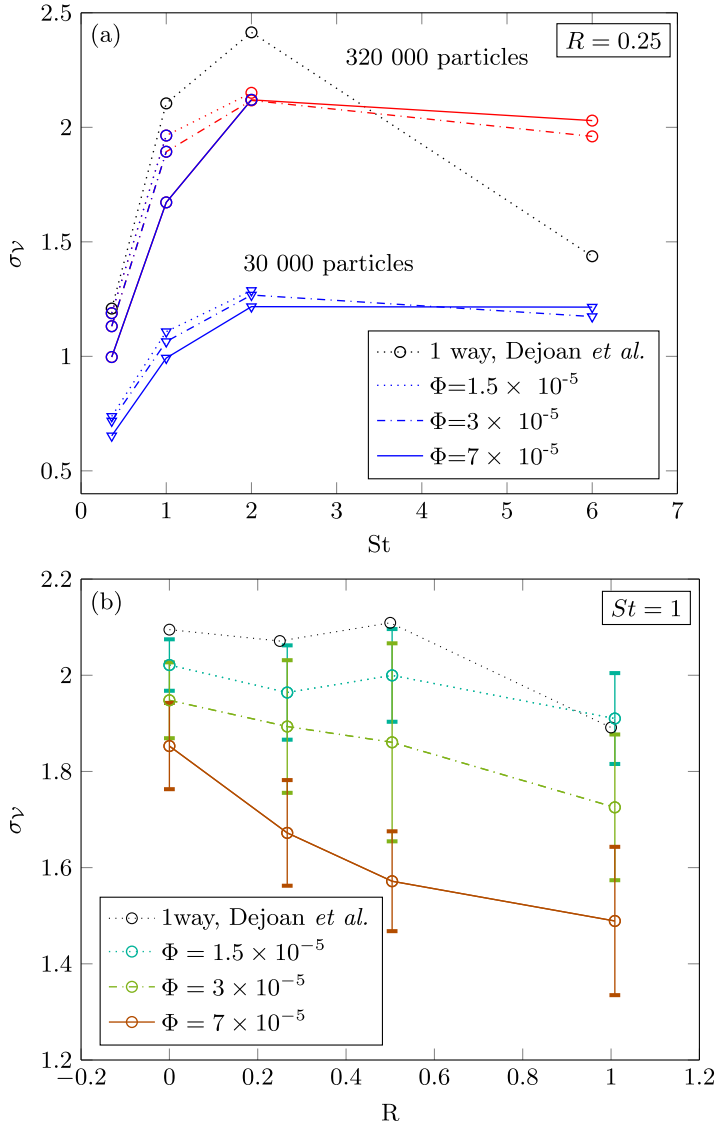 2.5
(a)
R = 0.25
320 000 particles
2
1.5
σ𝒱
30 000 particles
1
1 way, Dejoan et al.
Φ=1.5 × 10⁻⁵
Φ=3 × 10⁻⁵
Φ=7 × 10⁻⁵
0.5
0 1 2 3 4 5 6 7
St
2.2
(b)
St = 1
2
1.8
σ𝒱
1.6
1way, Dejoan et al.
Φ = 1.5 × 10⁻⁵
Φ = 3 × 10⁻⁵
Φ = 7 × 10⁻⁵
1.4
1.2
−0.2 0 0.2 0.4 0.6 0.8 1 1.2
R